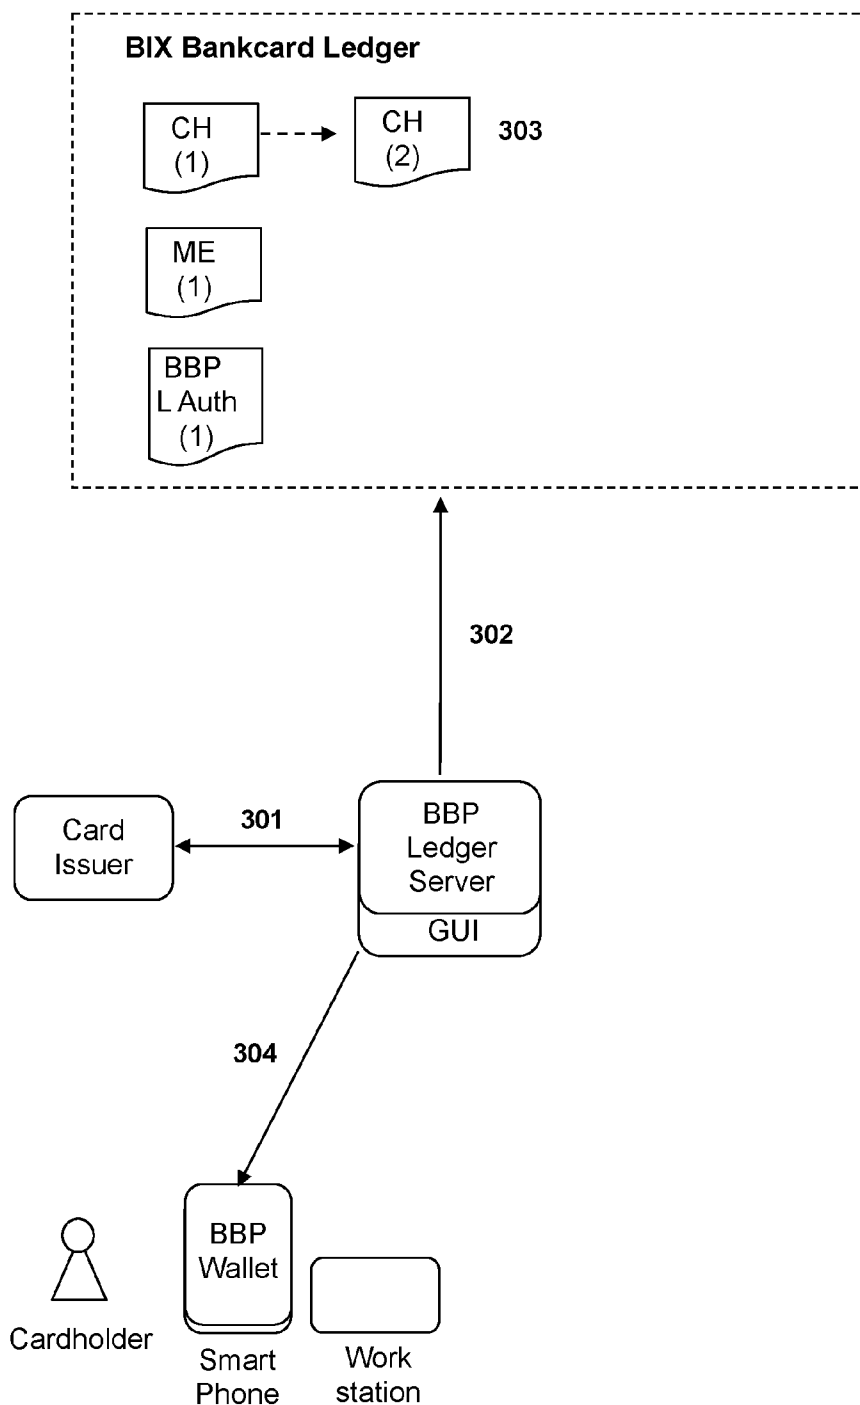 BIX Bankcard Ledger
CH
(1)
CH
(2)
303
ME
(1)
BBP
L Auth
(1)
302
Card
Issuer
301
BBP
Ledger
Server
GUI
304
BBP
Wallet
Cardholder
Smart
Phone
Work
station